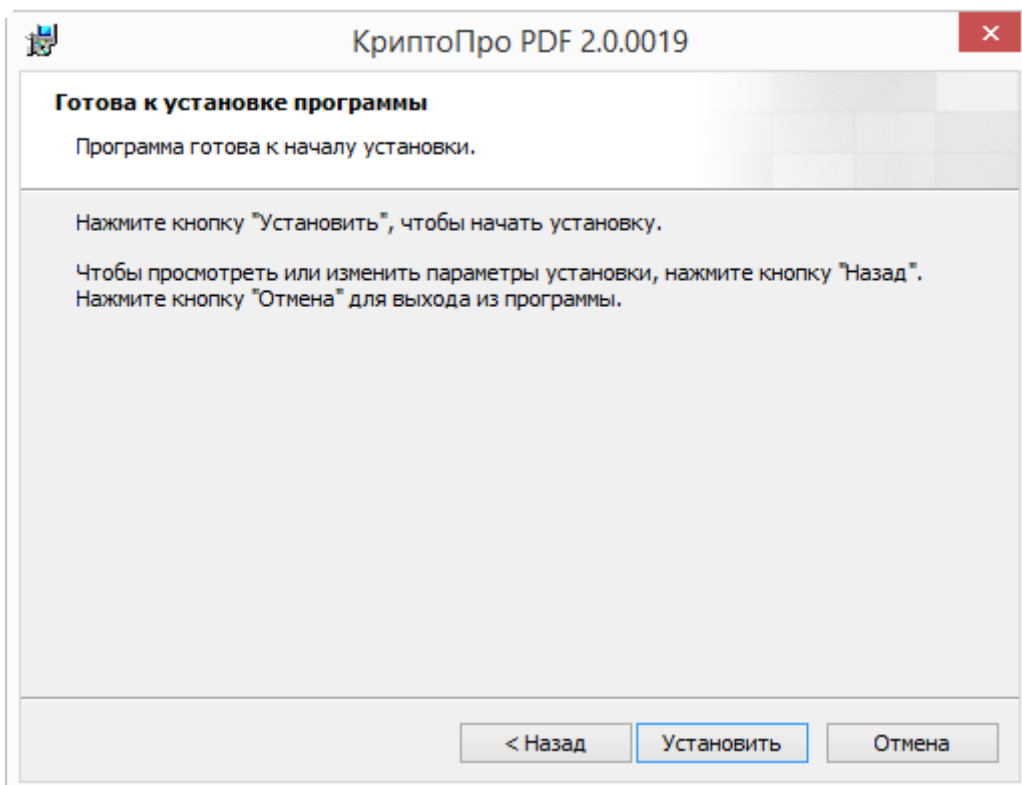 КриптоПро PDF 2.0.0019
Готова к установке программы
Программа готова к началу установки.
Нажмите кнопку "Установить", чтобы начать установку.
Чтобы просмотреть или изменить параметры установки, нажмите кнопку "Назад".
Нажмите кнопку "Отмена" для выхода из программы.
< Назад
Установить
Отмена